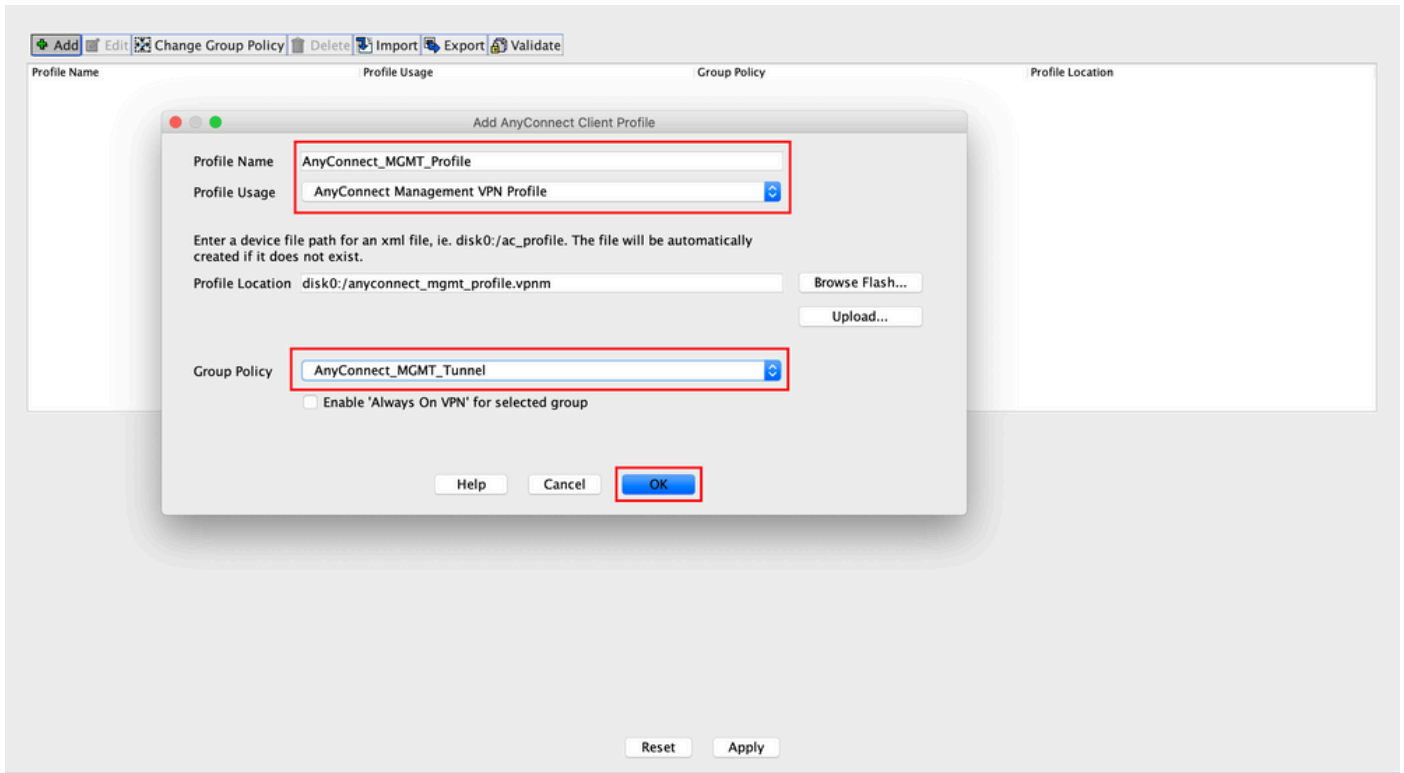 Add Edit Change Group Policy Delete Import Export Validate
Profile Name Profile Usage Group Policy Profile Location
Add AnyConnect Client Profile
Profile Name AnyConnect_MGMT_Profile
Profile Usage AnyConnect Management VPN Profile
Enter a device file path for an xml file, ie. disk0:/ac_profile. The file will be automatically
created if it does not exist.
Profile Location disk0:/anyconnect_mgmt_profile.vpnm Browse Flash...
Upload...
Group Policy AnyConnect_MGMT_Tunnel
Enable 'Always On VPN' for selected group
Help Cancel OK
Reset Apply